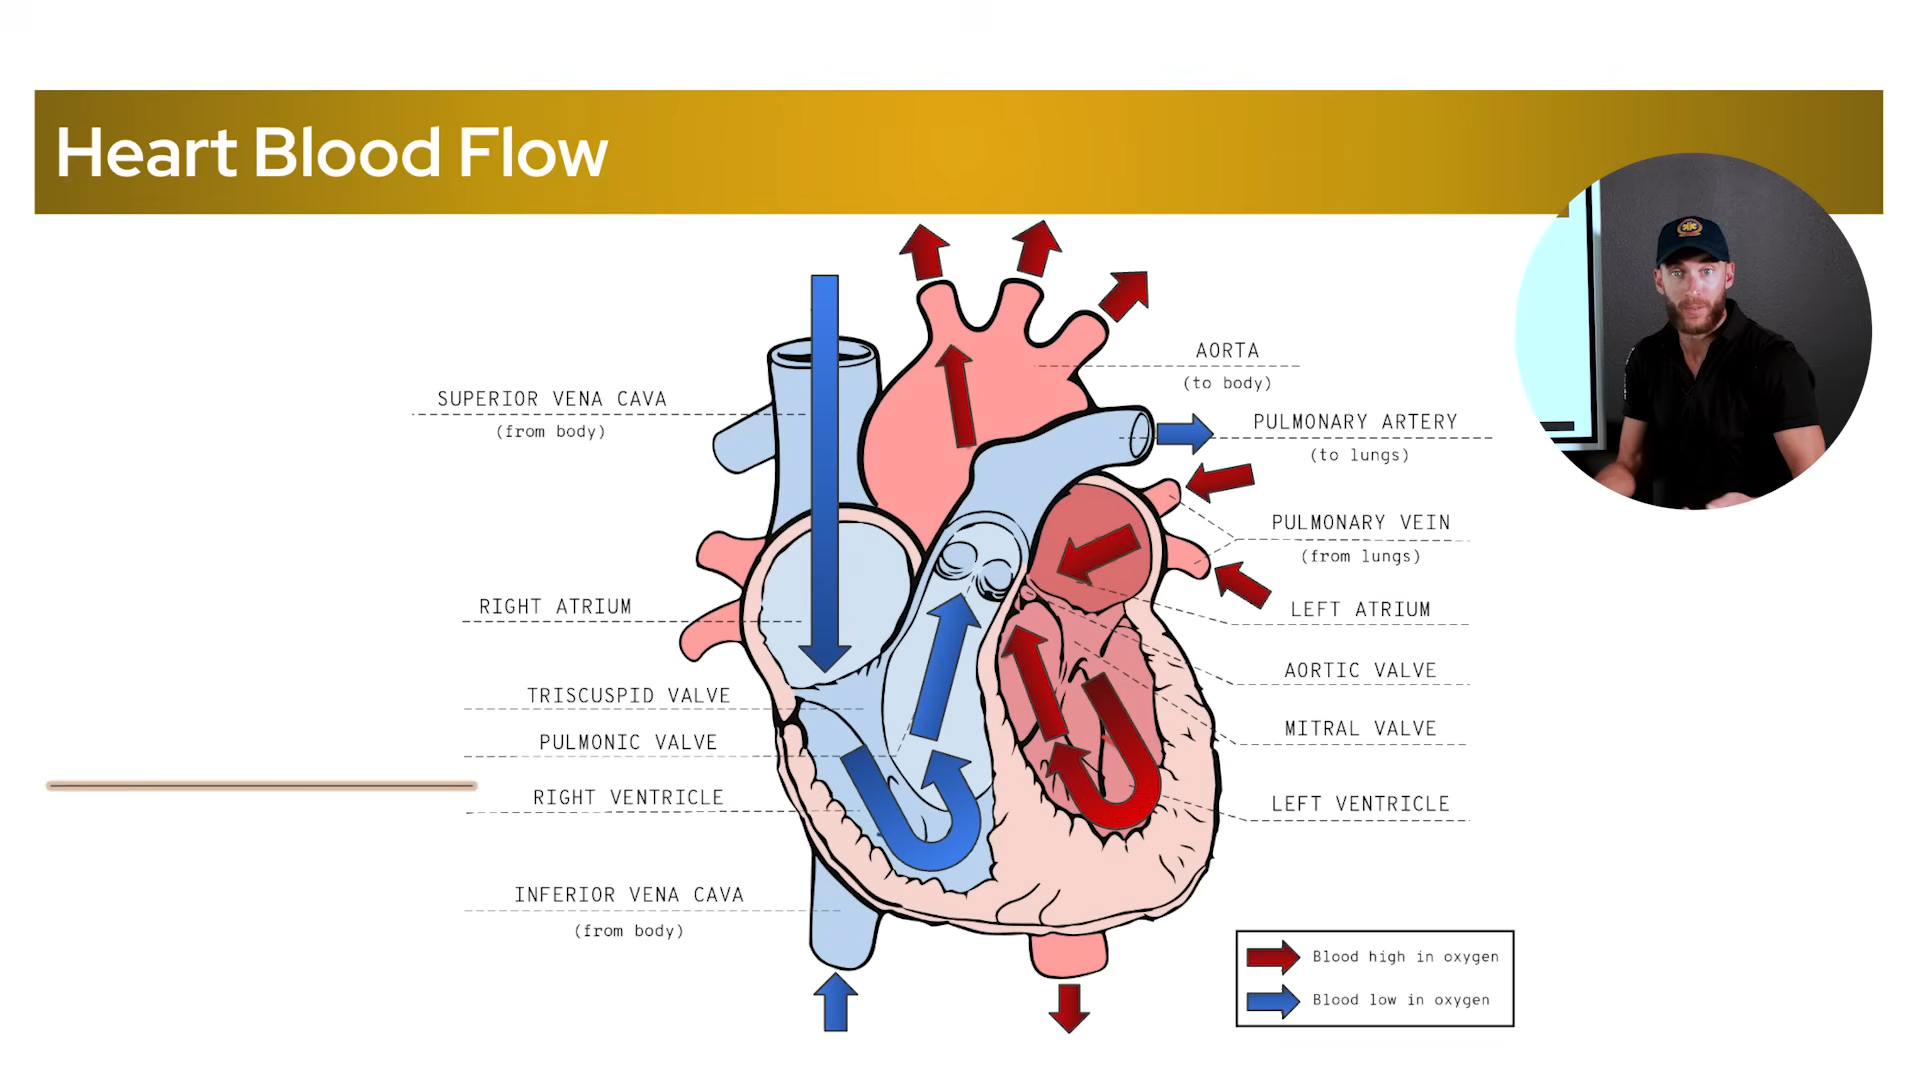 Heart Blood Flow
SUPERIOR VENA CAVA
(from body)
RIGHT ATRIUM
TRISCUSPID VALVE
PULMONIC VALVE
RIGHT VENTRICLE
INFERIOR VENA CAVA
(from body)
AORTA
(to body)
PULMONARY ARTERY
(to lungs)
PULMONARY VEIN
(from lungs)
LEFT ATRIUM
AORTIC VALVE
MITRAL VALVE
LEFT VENTRICLE
Blood high in oxygen
Blood low in oxygen